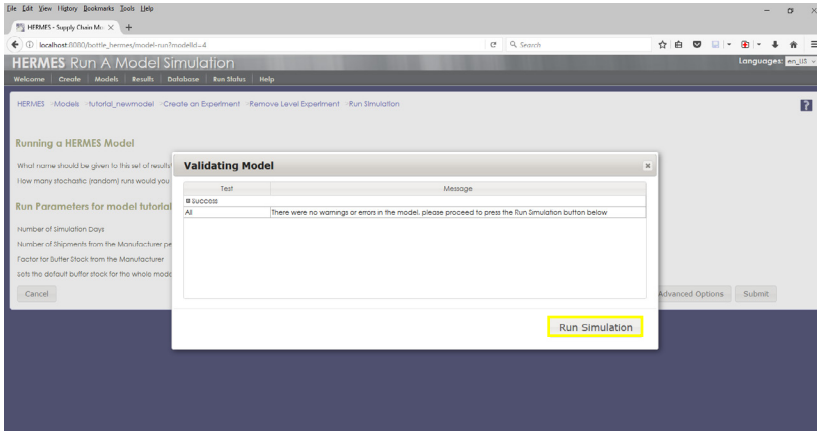 File Edit View History Bookmarks Tools Help
HERMES - Supply Chain Mo
localhost:8080/bottle_hermes/model-run?modelId=4
Search
HERMES Run A Model Simulation
Languages: en_US
Welcome Create Models Results Database Run Status Help
HERMES Models tutorial_newmodel Create an Experiment Remove Level Experiment Run Simulation
?
Running a HERMES Model
What name should be given to this set of results
How many stochastic (random) runs would you
Run Parameters for model tutorial
Number of Simulation Days
Number of Shipments from the Manufacturer pe
Factor for Buffer Stock from the Manufacturer
Sets the default buffer stock for the whole mode
Cancel
Advanced Options
Submit
Validating Model
Test Message
Success
All There were no warnings or errors in the model, please proceed to press the Run Simulation button below
Run Simulation